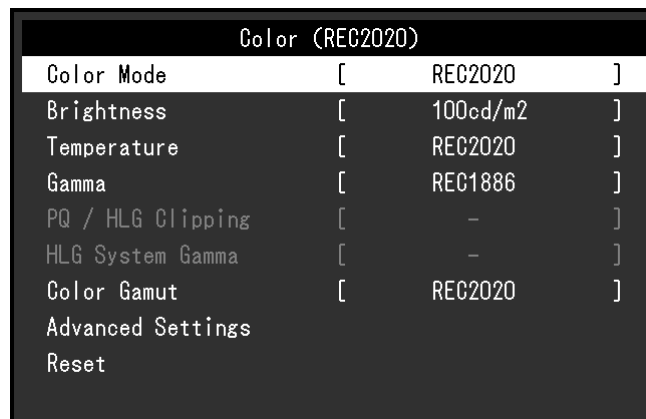 Color (REC2020)
Color Mode [ REC2020 ]
Brightness [ 100cd/m2 ]
Temperature [ REC2020 ]
Gamma [ REC1886 ]
PQ / HLG Clipping [ – ]
HLG System Gamma [ – ]
Color Gamut [ REC2020 ]
Advanced Settings
Reset